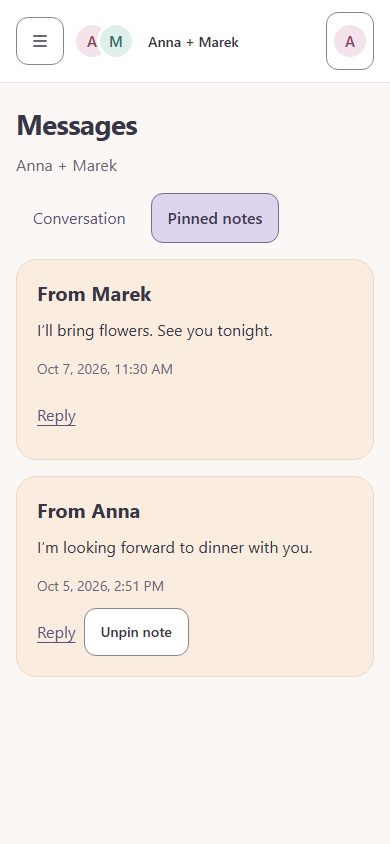 A M Anna + Marek A
Messages
Anna + Marek
Conversation Pinned notes
From Marek
I’ll bring flowers. See you tonight.
Oct 7, 2026, 11:30 AM
Reply
From Anna
I’m looking forward to dinner with you.
Oct 5, 2026, 2:51 PM
Reply Unpin note